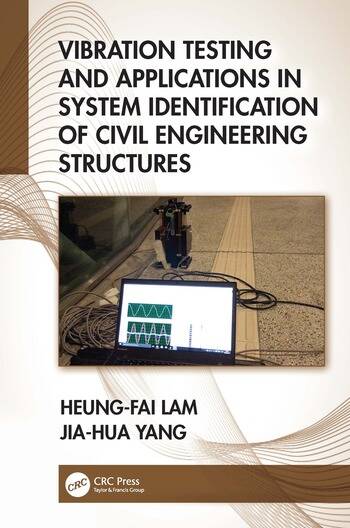 VIBRATION TESTING
AND APPLICATIONS IN
SYSTEM IDENTIFICATION
OF CIVIL ENGINEERING
STRUCTURES
HEUNG-FAI LAM
JIA-HUA YANG
CRC
CRC Press
Taylor & Francis Group